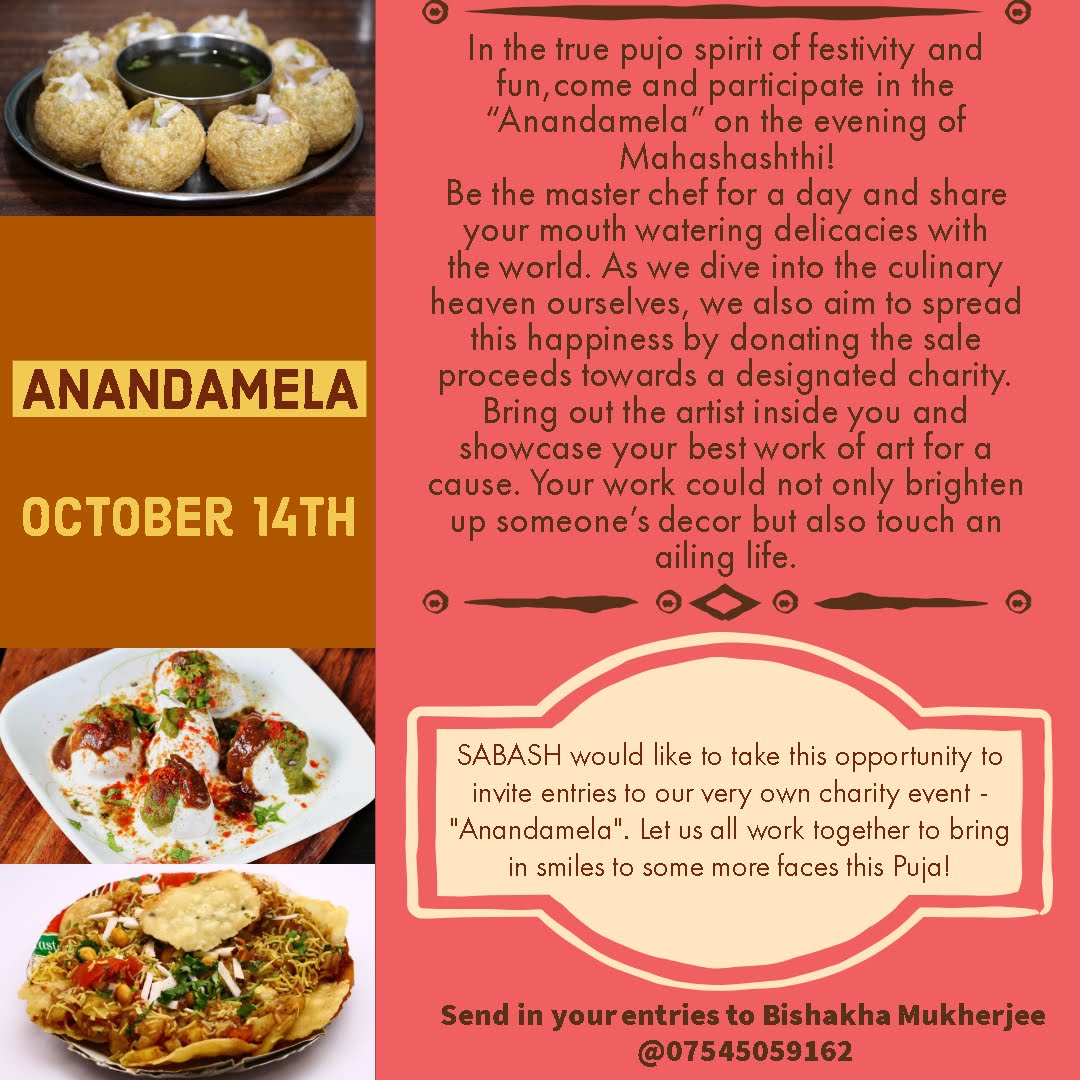 ANANDAMELA
OCTOBER 14TH
In the true pujo spirit of festivity and
fun,come and participate in the
“Anandamela” on the evening of
Mahashashthi!
Be the master chef for a day and share
your mouth watering delicacies with
the world. As we dive into the culinary
heaven ourselves, we also aim to spread
this happiness by donating the sale
proceeds towards a designated charity.
Bring out the artist inside you and
showcase your best work of art for a
cause. Your work could not only brighten
up someone’s decor but also touch an
ailing life.
SABASH would like to take this opportunity to
invite entries to our very own charity event -
"Anandamela". Let us all work together to bring
in smiles to some more faces this Puja!
Send in your entries to Bishakha Mukherjee
@07545059162